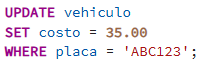 UPDATE vehiculo
SET costo = 35.00
WHERE placa = 'ABC123';